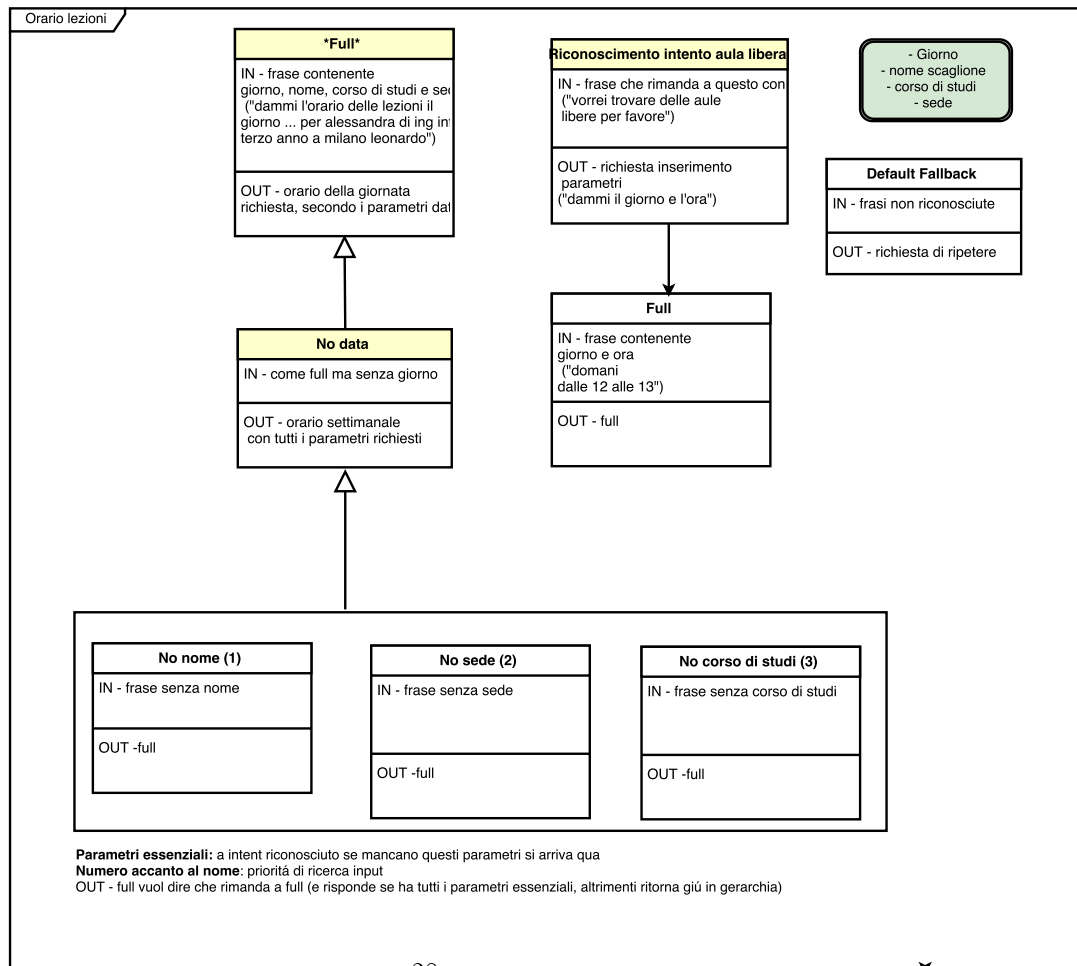 Orario lezioni
*Full*
IN - frase contenente
giorno, nome, corso di studi e
("dammi l'orario delle lezioni il
giorno ... per alessandra di ing
terzo anno a milano leonardo")
OUT - orario della giornata
richiesta, secondo i parametri
No data
IN - come full ma senza giorno
OUT - orario settimanale
con tutti i parametri richiesti
Riconoscimento intento aula libera
IN - frase che rimanda a questo con
("vorrei trovare delle aule
libere per favore")
OUT - richiesta inserimento
parametri
("dammi il giorno e l'ora")
Full
IN - frase contenente
giorno e ora
("domani
dalle 12 alle 13")
OUT - full
- Giorno
- nome scaglione
- corso di studi
- sede
Default Fallback
IN - frasi non riconosciute
OUT - richiesta di ripetere
No nome (1)
IN - frase senza nome
OUT -full
No sede (2)
IN - frase senza sede
OUT -full
No corso di studi (3)
IN - frase senza corso di studi
OUT -full
Parametri essenziali: a intent riconosciuto se mancano questi parametri si arriva qua
Numero accanto al nome: prioritá di ricerca input
OUT - full vuol dire che rimanda a full (e risponde se ha tutti i parametri essenziali, altrimenti ritorna giú in gerarchia)